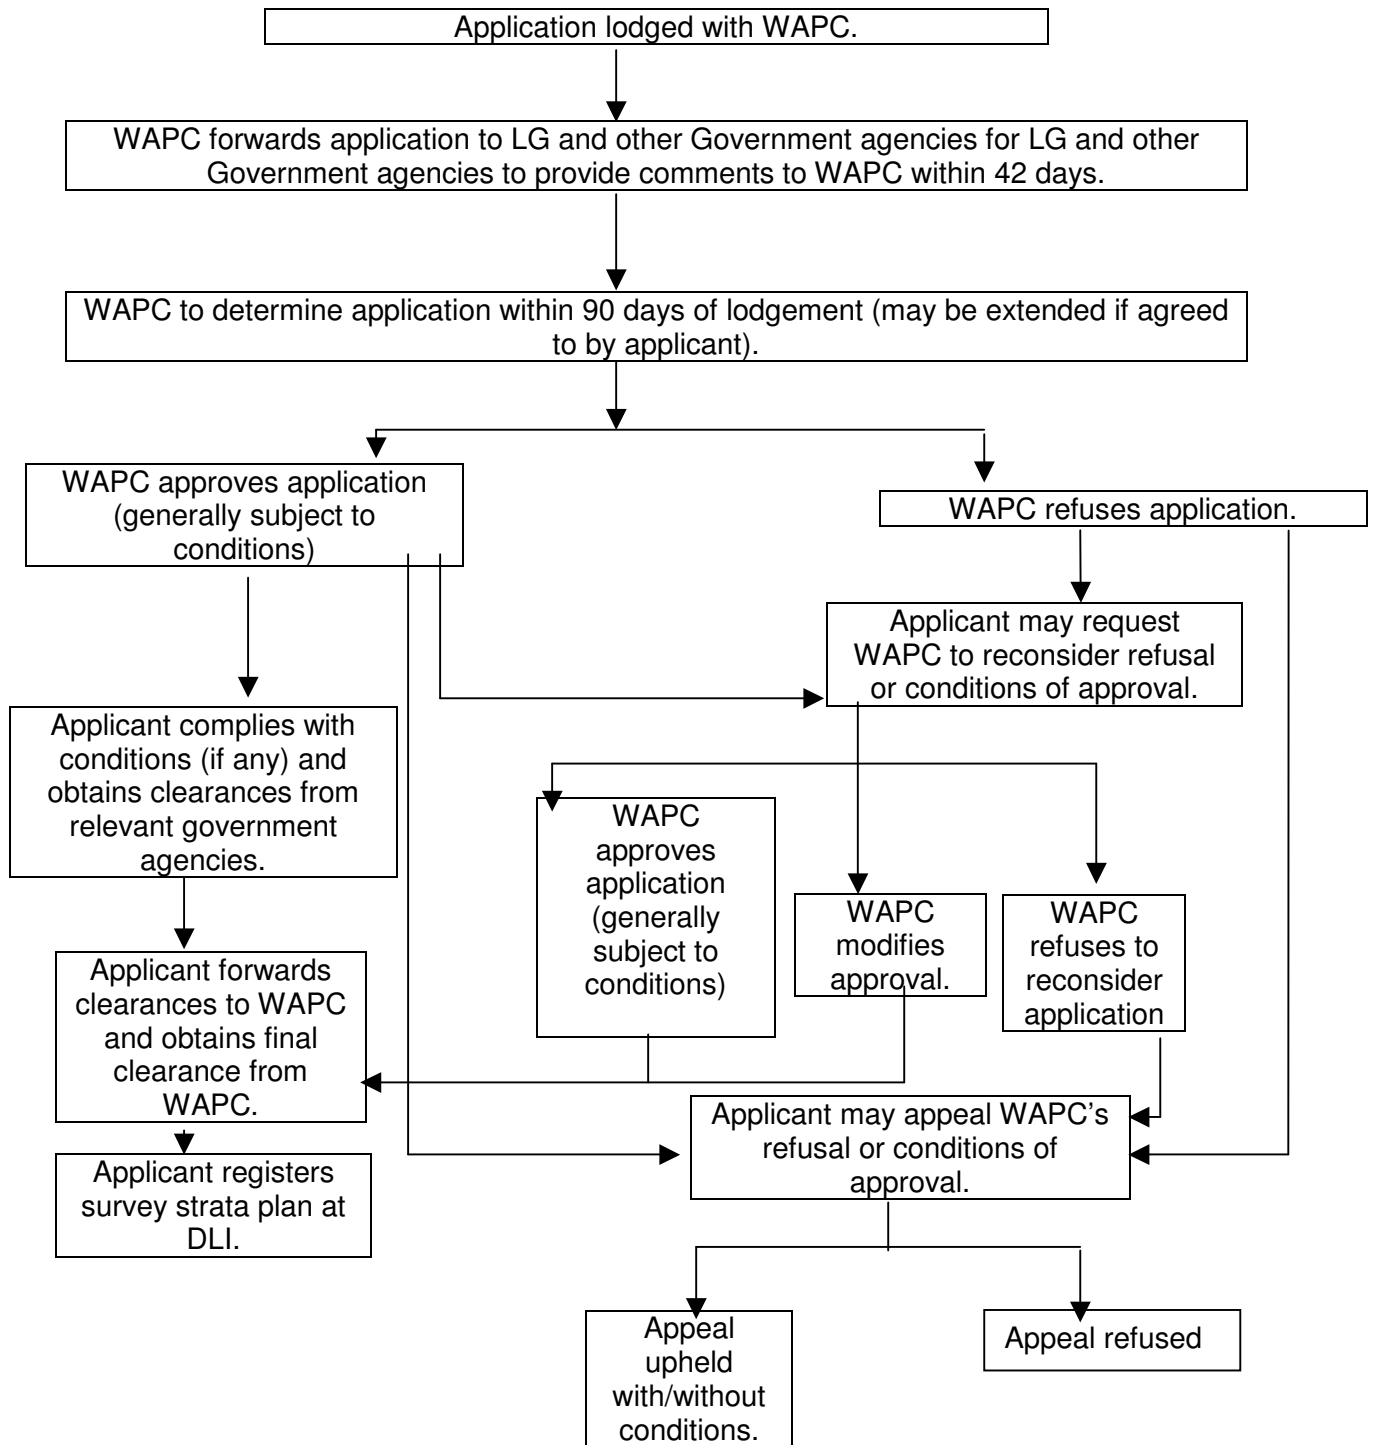 Application lodged with WAPC.
WAPC forwards application to LG and other Government agencies for LG and other
Government agencies to provide comments to WAPC within 42 days.
WAPC to determine application within 90 days of lodgement (may be extended if agreed
to by applicant).
WAPC approves application
(generally subject to
conditions)
WAPC refuses application.
Applicant may request
WAPC to reconsider refusal
or conditions of approval.
Applicant complies with
conditions (if any) and
obtains clearances from
relevant government
agencies.
WAPC
approves
application
(generally
subject to
conditions)
WAPC
modifies
approval.
WAPC
refuses to
reconsider
application
Applicant forwards
clearances to WAPC
and obtains final
clearance from
WAPC.
Applicant may appeal WAPC’s
refusal or conditions of
approval.
Applicant registers
survey strata plan at
DLI.
Appeal
upheld
with/without
conditions.
Appeal refused